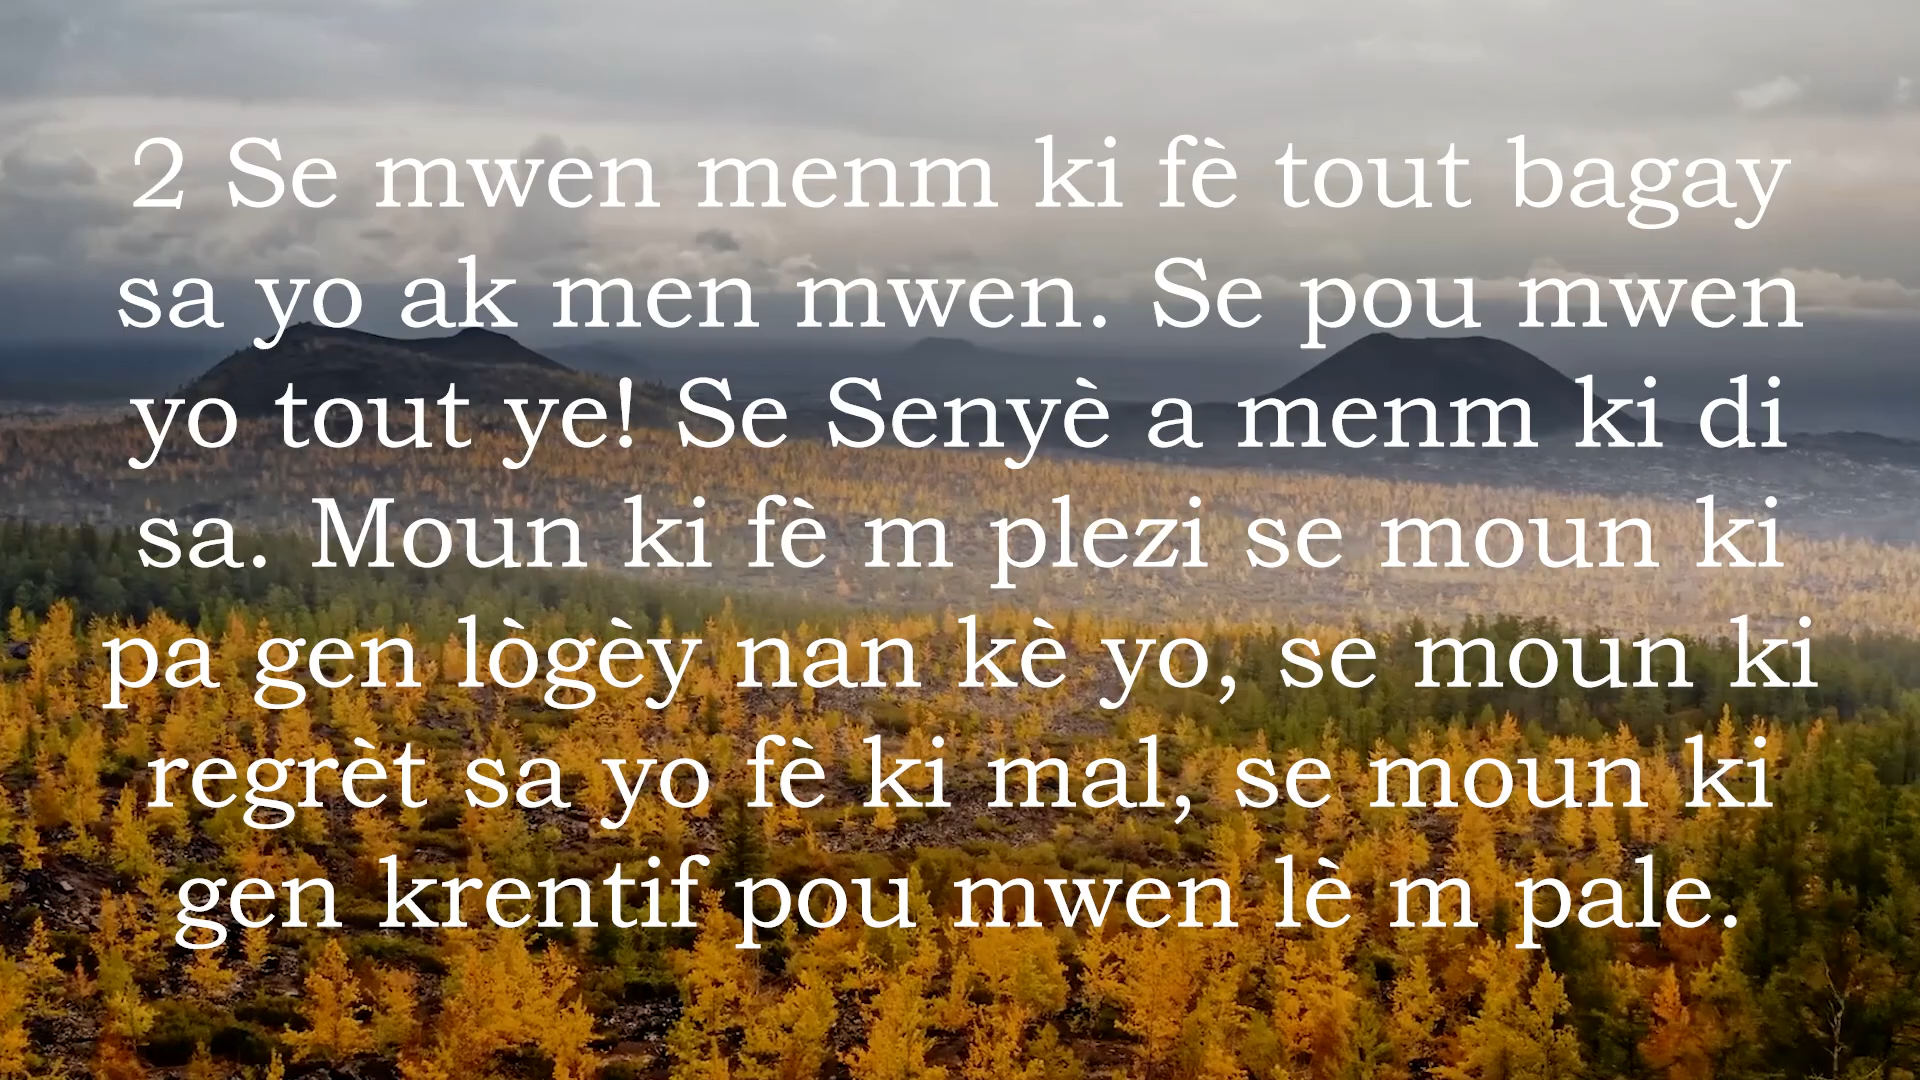 2 Se mwen menm ki fè tout bagay
sa yo ak men mwen. Se pou mwen
yo tout ye! Se Senyè a menm ki di
sa. Moun ki fè m plezi se moun ki
pa gen lògèy nan kè yo, se moun ki
regrèt sa yo fè ki mal, se moun ki
gen krentif pou mwen lè m pale.